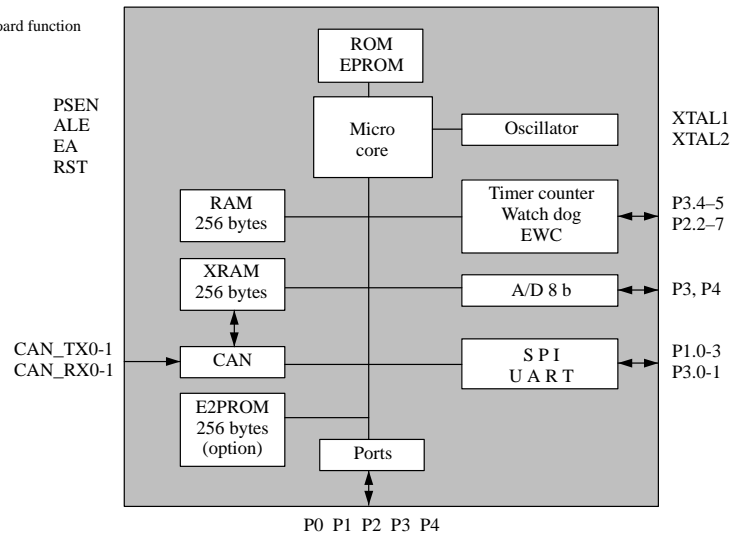 function
ROM
EPROM
PSEN
ALE
EA
RST
Micro
core
Oscillator
XTAL1
XTAL2
RAM
256 bytes
Timer counter
Watch dog
EWC
P3.4–5
P2.2–7
XRAM
256 bytes
A/D 8 b
P3, P4
CAN_TX0-1
CAN_RX0-1
CAN
S P I
U A R T
P1.0-3
P3.0-1
E2PROM
256 bytes
(option)
Ports
P0 P1 P2 P3 P4